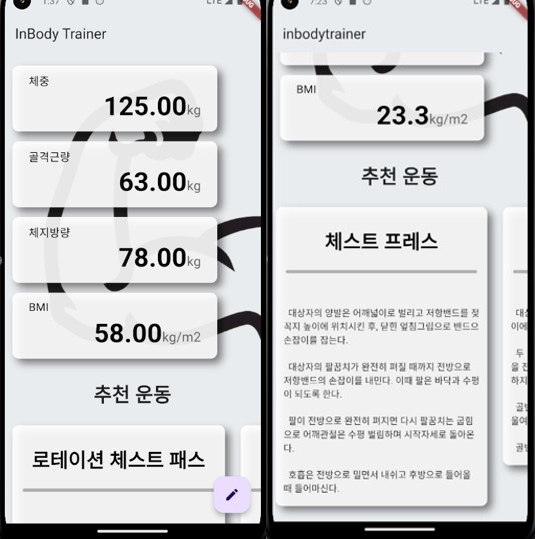 1:37
LTE
InBody Trainer
체중
125.00kg
골격근량
63.00kg
체지방량
78.00kg
BMI
58.00kg/m2
추천 운동
로테이션 체스트 패스
7:23
LTE
inbodytrainer
BMI
23.3kg/m2
추천 운동
체스트 프레스
대상자의 양발은 어깨넓이로 벌리고 저항밴드를 젖
꼭지 높이에 위치시킨 후, 닫힌 엎침그립으로 밴드으
손잡이를 잡는다.
대상자의 팔꿈치가 완전히 펴질 때까지 전방으로
저항밴드의 손잡이를 내민다. 이때 팔은 바닥과 수평
이 되도록 한다.
팔이 전방으로 완전히 펴지면 다시 팔꿈치는 굽힘
으로 어깨관절은 수평 벌림하며 시작자세로 돌아온
다.
호흡은 전방으로 밀면서 내쉬고 후방으로 들어올
때 들이마신다.
이에
두
을 전
하지
골반
울여
골반